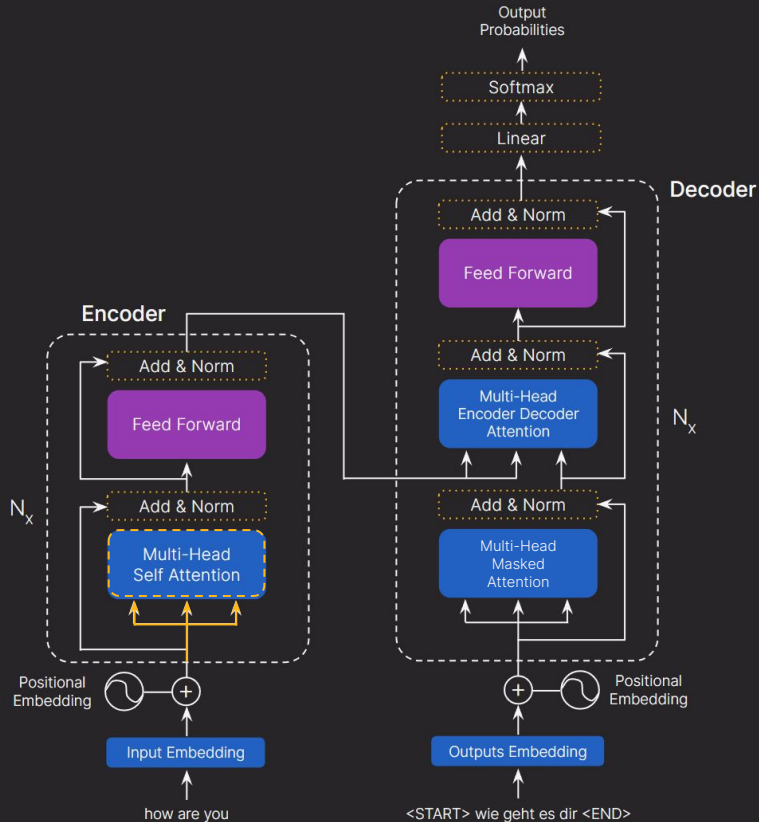 Output
Probabilities
Softmax
Linear
Decoder
Add & Norm
Feed Forward
Add & Norm
Multi-Head
Encoder Decoder
Attention
N_x
Add & Norm
Multi-Head
Masked
Attention
Positional
Embedding
+
Outputs Embedding
<START> wie geht es dir <END>
Encoder
Add & Norm
Feed Forward
N_x
Add & Norm
Multi-Head
Self Attention
Positional
Embedding
+
Input Embedding
how are you